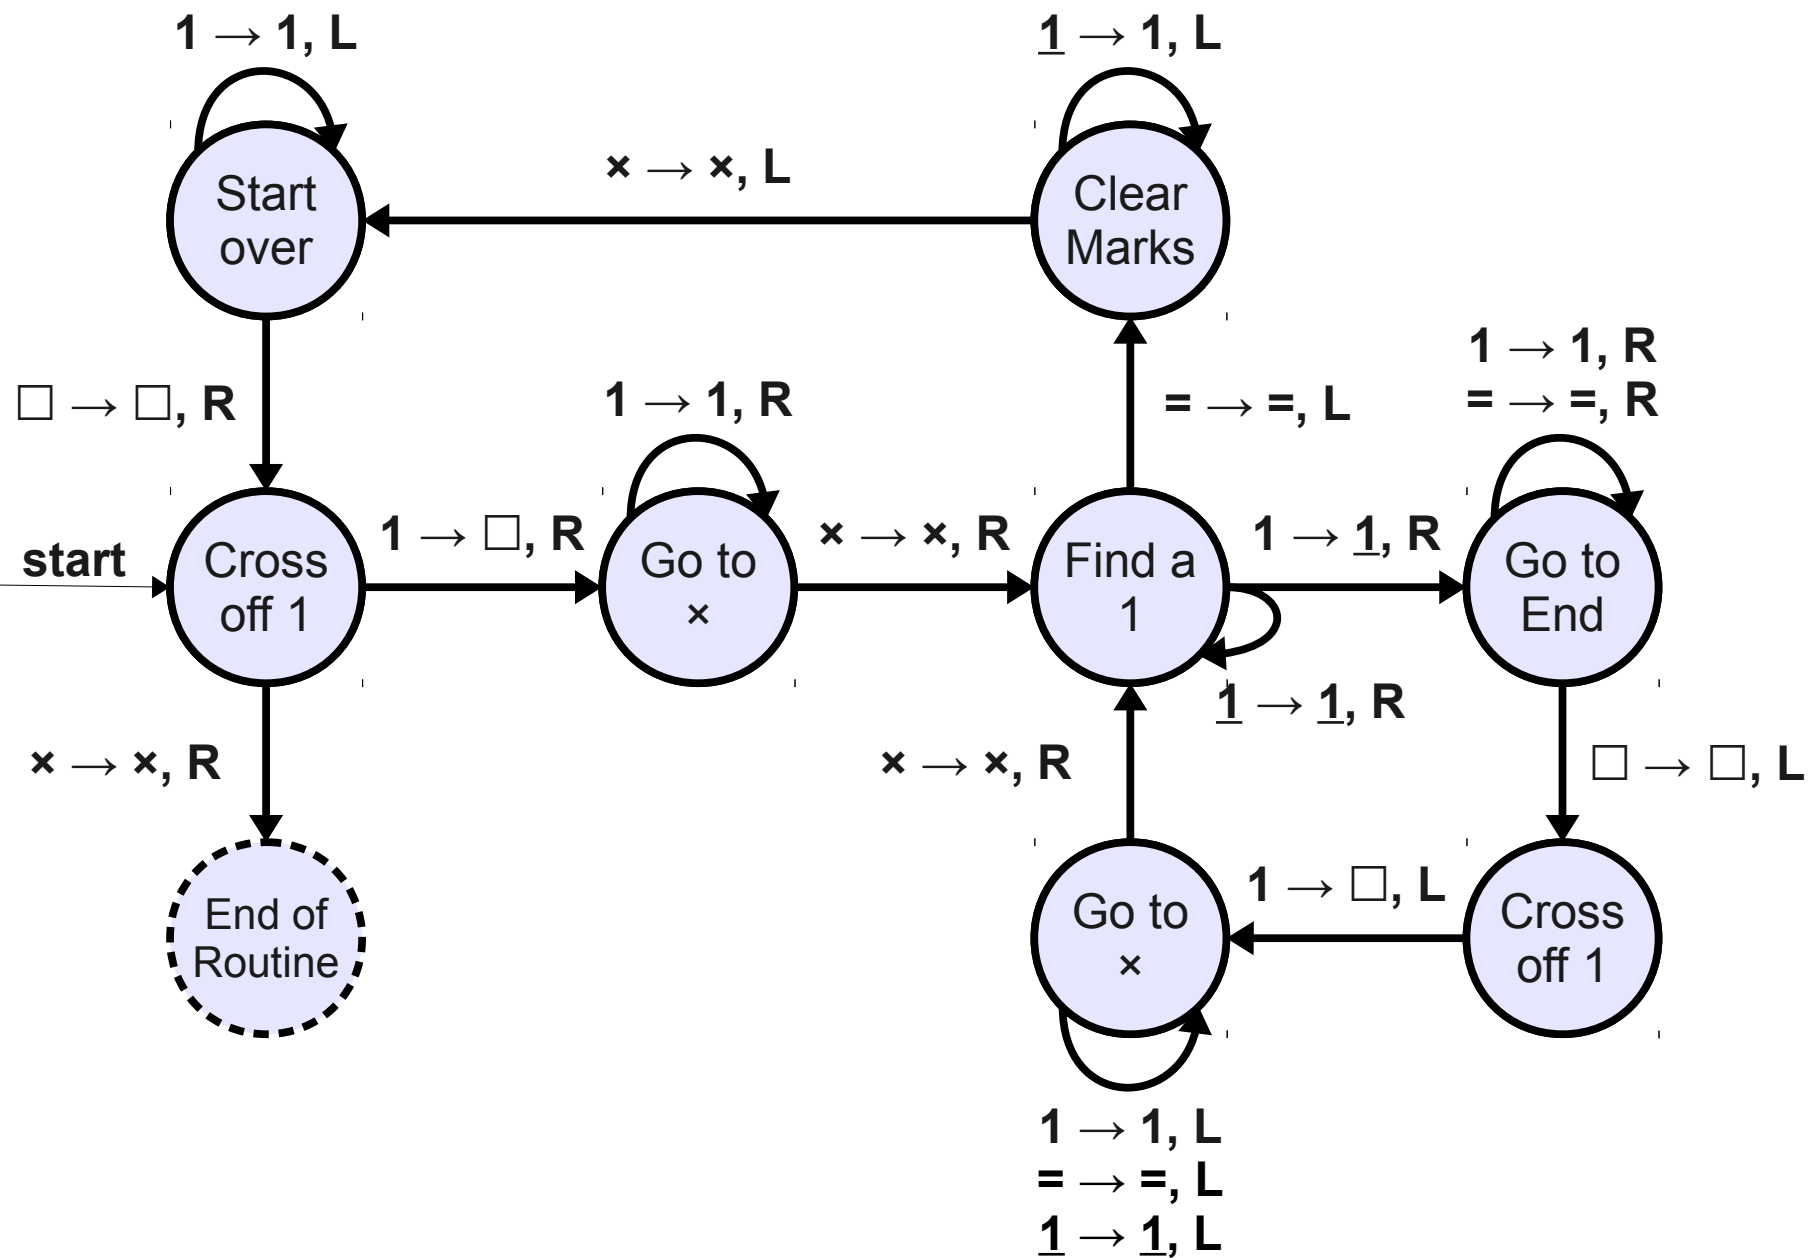 1 → 1, L
1̲ → 1, L
× → ×, L
Start
over
Clear
Marks
□ → □, R
1 → 1, R
= → =, L
1 → 1, R
= → =, R
start
Cross
off 1
1 → □, R
Go to
×
× → ×, R
Find a
1
1 → 1̲, R
Go to
End
1̲ → 1̲, R
× → ×, R
× → ×, R
□ → □, L
End of
Routine
Go to
×
1 → □, L
Cross
off 1
1 → 1, L
= → =, L
1̲ → 1̲, L